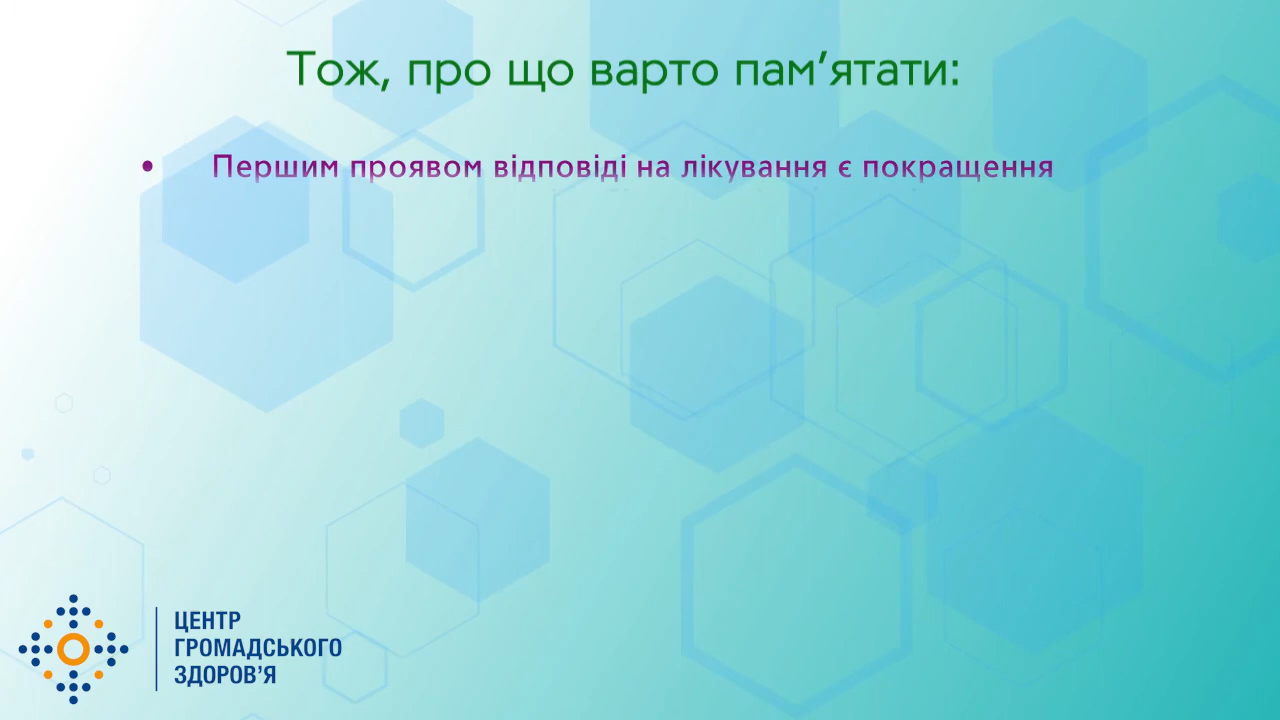 Тож, про що варто пам’ятати:
• Першим проявом відповіді на лікування є покращення
ЦЕНТР
ГРОМАДСЬКОГО
ЗДОРОВ’Я